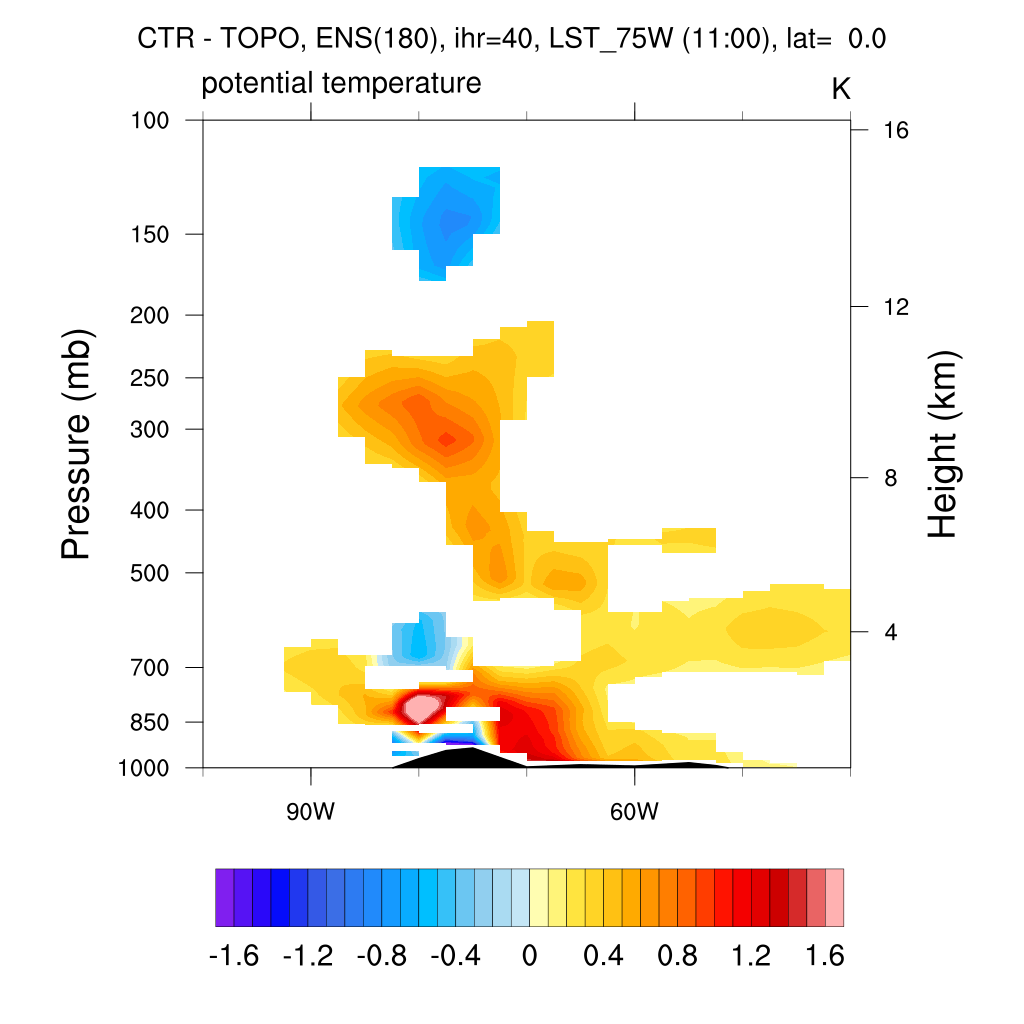 CTR - TOPO, ENS(180), ihr=40, LST_75W (11:00), lat=  0.0
potential temperature K
100
150
200
250
300
400
500
700
850
1000
Pressure (mb)
16
12
8
4
Height (km)
90W 60W
-1.6 -1.2 -0.8 -0.4 0 0.4 0.8 1.2 1.6